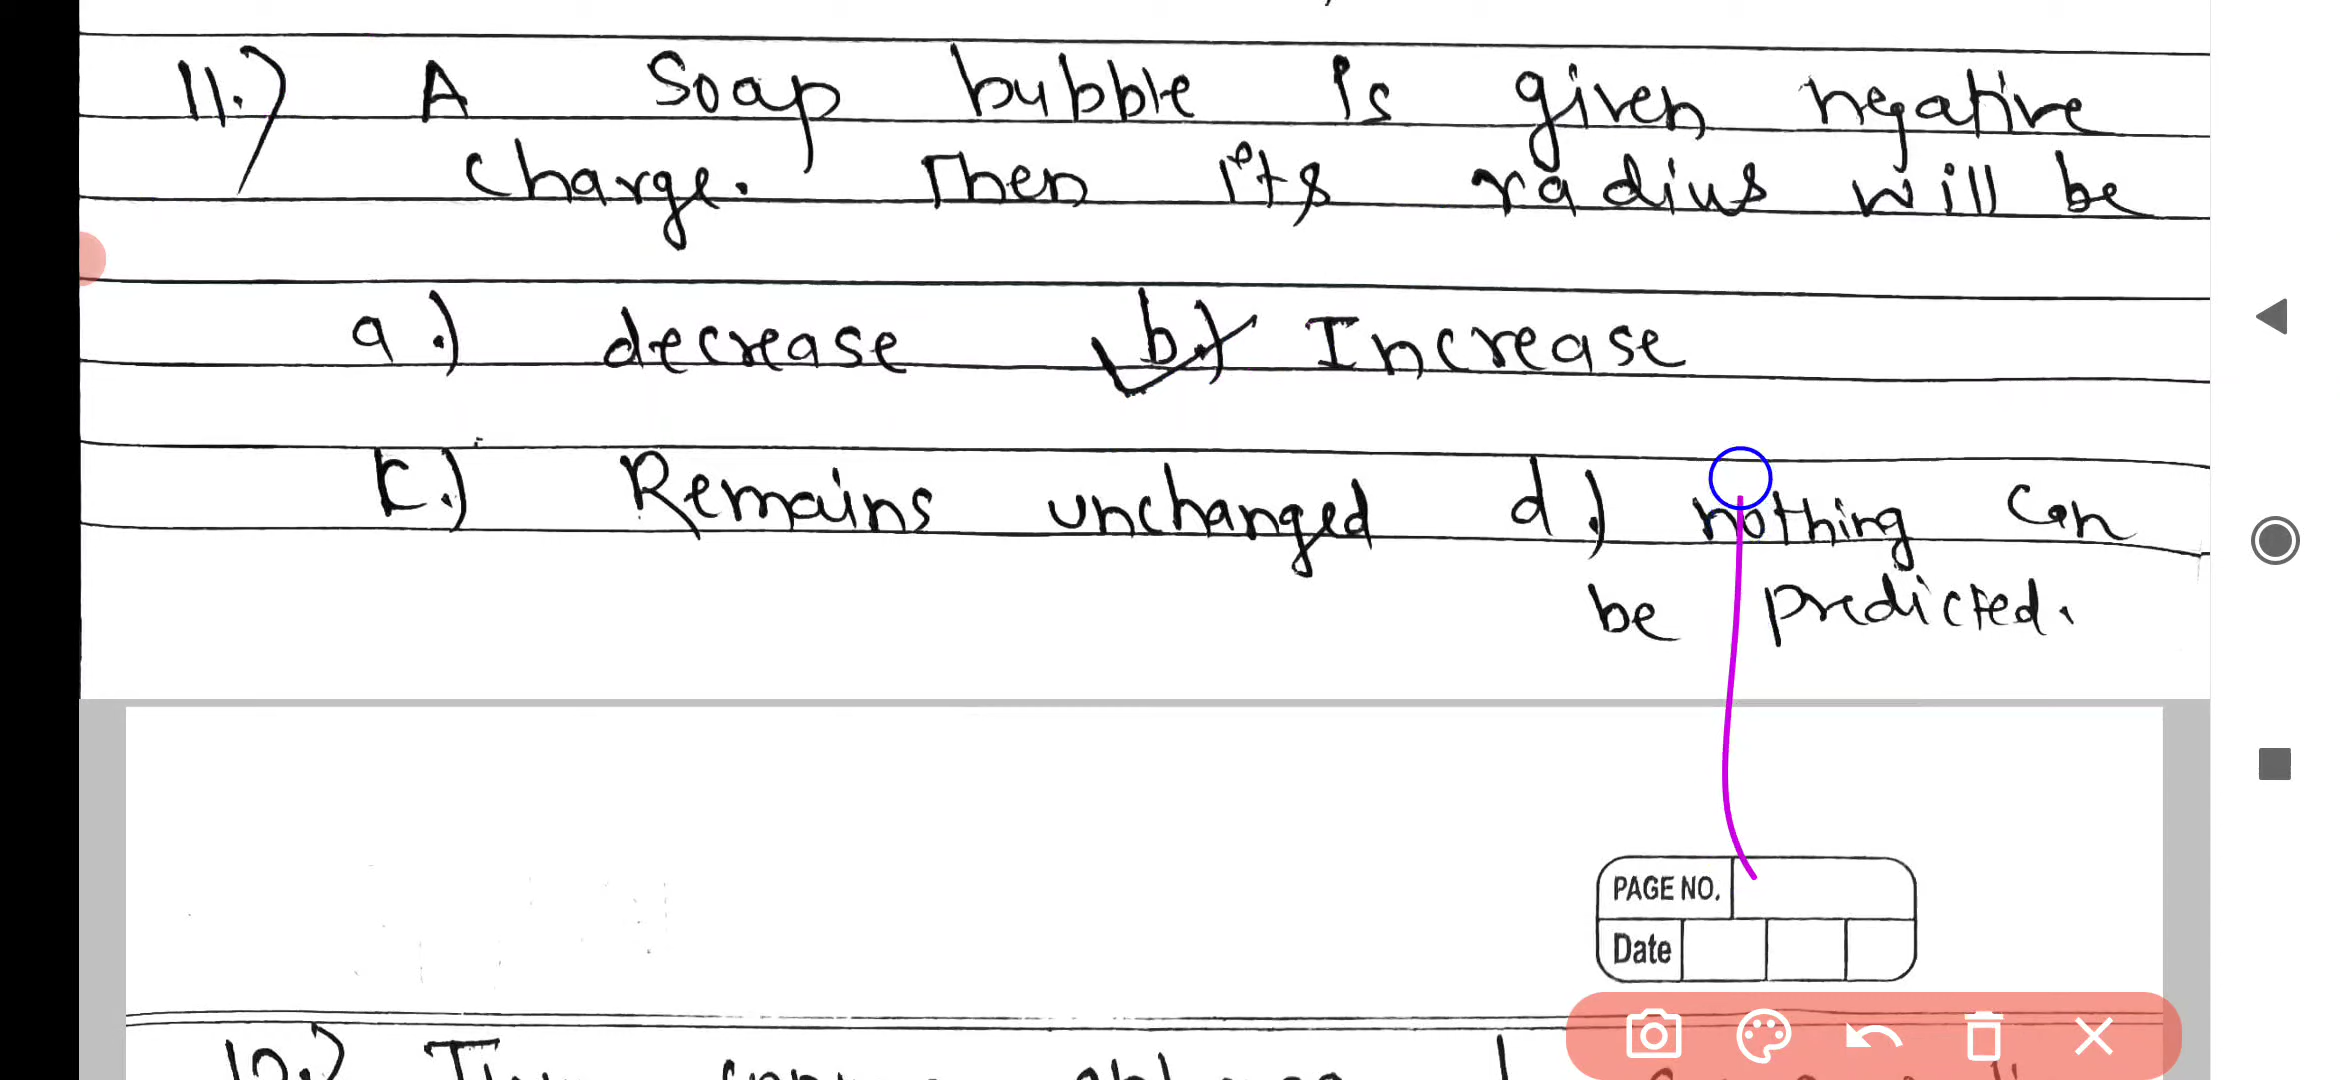 11.) A Soap bubble is given negative
charge. Then its radius will be
a.) decrease b.) Increase
c.) Remains unchanged d.) nothing can
be predicted.
PAGE NO.
Date